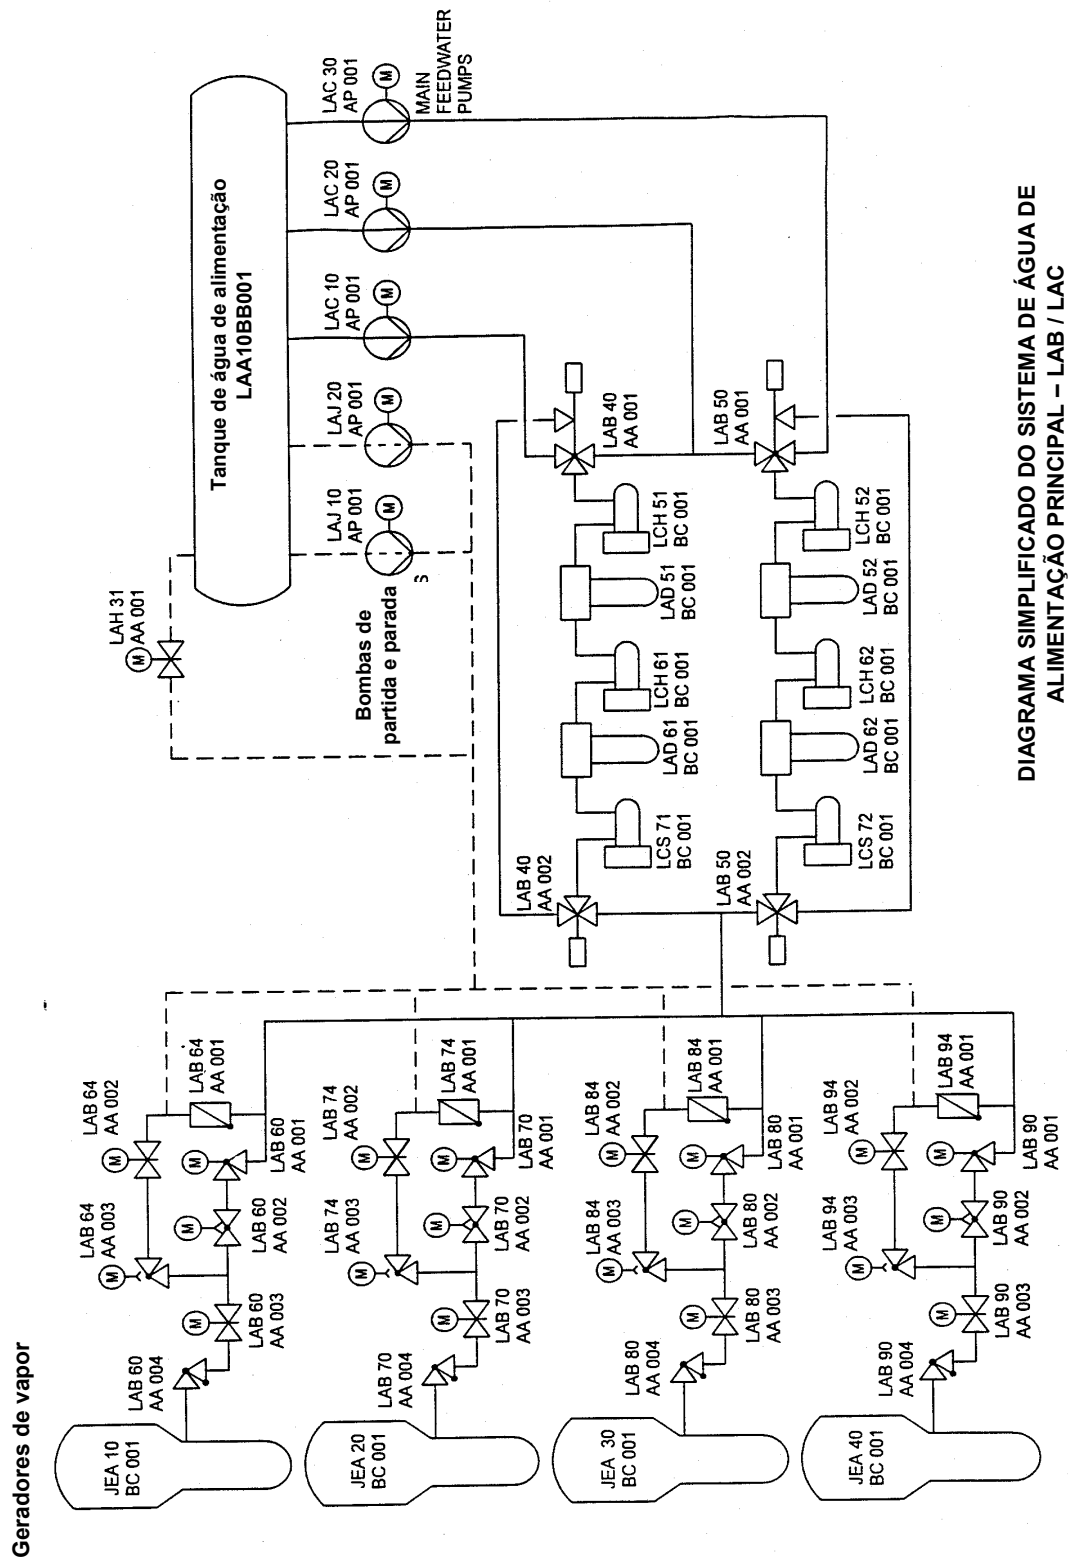 Geradores de vapor
JEA 10
BC 001
JEA 20
BC 001
JEA 30
BC 001
JEA 40
BC 001
LAB 60
AA 004
LAB 70
AA 004
LAB 80
AA 004
LAB 90
AA 004
LAB 64
AA 003
M
LAB 60
AA 003
M
LAB 60
AA 002
M
LAB 64
AA 002
M
LAB 60
AA 001
M
LAB 64
AA 001
LAB 74
AA 003
M
LAB 70
AA 003
M
LAB 70
AA 002
M
LAB 74
AA 002
M
LAB 70
AA 001
M
LAB 74
AA 001
LAB 84
AA 003
M
LAB 80
AA 003
M
LAB 80
AA 002
M
LAB 84
AA 002
M
LAB 80
AA 001
M
LAB 84
AA 001
LAB 94
AA 003
M
LAB 90
AA 003
M
LAB 90
AA 002
M
LAB 94
AA 002
M
LAB 90
AA 001
M
LAB 94
AA 001
LAB 40
AA 002
LAB 50
AA 002
LCS 71
BC 001
LAD 61
BC 001
LCH 61
BC 001
LAD 51
BC 001
LCH 51
BC 001
LCS 72
BC 001
LAD 62
BC 001
LCH 62
BC 001
LAD 52
BC 001
LCH 52
BC 001
LAB 40
AA 001
LAB 50
AA 001
LAH 31
AA 001
M
Tanque de água de alimentação
LAA10BB001
Bombas de
partida e parada
S
LAJ 10
AP 001
M
LAJ 20
AP 001
M
LAC 10
AP 001
M
LAC 20
AP 001
M
LAC 30
AP 001
M
MAIN
FEEDWATER
PUMPS
DIAGRAMA SIMPLIFICADO DO SISTEMA DE ÁGUA DE
ALIMENTAÇÃO PRINCIPAL – LAB / LAC